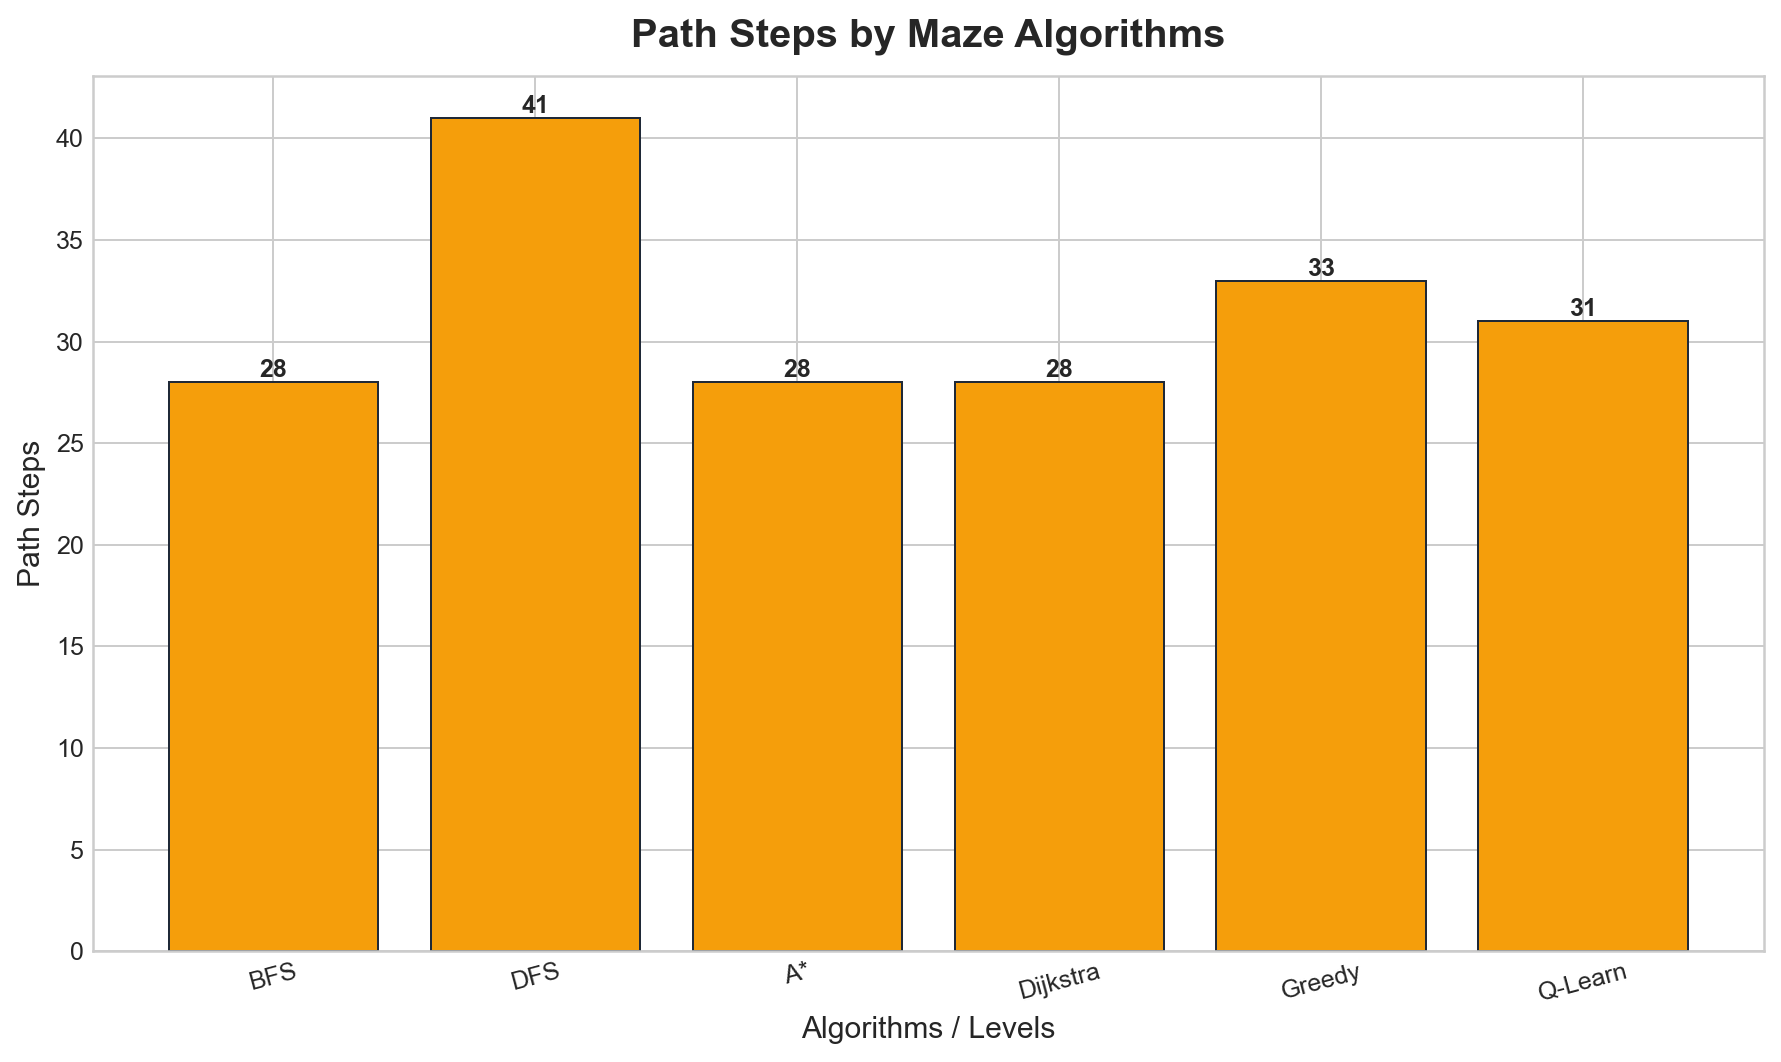 Path Steps by Maze Algorithms
Path Steps
40
35
30
25
20
15
10
5
0
28
41
28
28
33
31
BFS
DFS
A*
Dijkstra
Greedy
Q-Learn
Algorithms / Levels